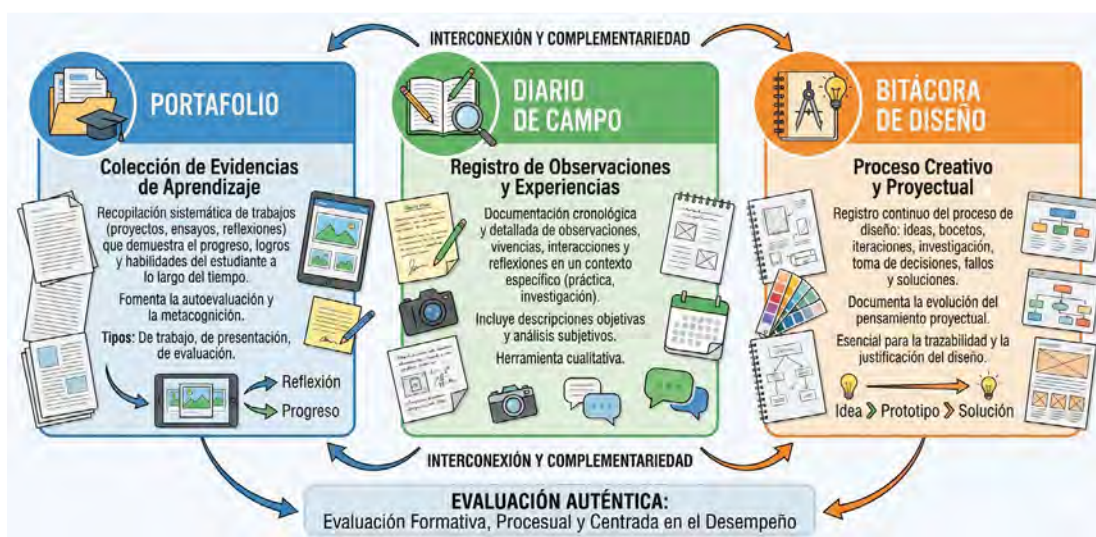 INTERCONEXIÓN Y COMPLEMENTARIEDAD
PORTAFOLIO
Colección de Evidencias
de Aprendizaje
Recopilación sistemática de trabajos
(proyectos, ensayos, reflexiones)
que demuestra el progreso, logros
y habilidades del estudiante a
lo largo del tiempo.
Fomenta la autoevaluación y
la metacognición.
Tipos: De trabajo, de presentación,
de evaluación.
Reflexión
Progreso
DIARIO
DE CAMPO
Registro de Observaciones
y Experiencias
Documentación cronológica
y detallada de observaciones,
vivencias, interacciones y
reflexiones en un contexto
específico (práctica,
investigación).
Incluye descripciones objetivas
y análisis subjetivos.
Herramienta cualitativa.
BITÁCORA
DE DISEÑO
Proceso Creativo
y Proyectual
Registro continuo del proceso de
diseño: ideas, bocetos,
iteraciones, investigación,
toma de decisiones, fallos
y soluciones.
Documenta la evolución del
pensamiento proyectual.
Esencial para la trazabilidad y la
justificación del diseño.
Idea Prototipo Solución
INTERCONEXIÓN Y COMPLEMENTARIEDAD
EVALUACIÓN AUTÉNTICA:
Evaluación Formativa, Procesual y Centrada en el Desempeño